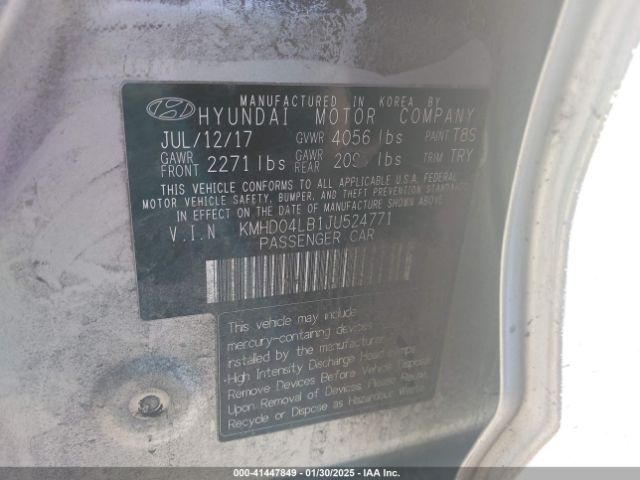 MANUFACTURED IN KOREA BY
HYUNDAI MOTOR COMPANY
JUL/12/17 GVWR 4056 lbs PAINT T8S
GAWR FRONT 2271 lbs GAWR REAR lbs TRIM TRY
THIS VEHICLE CONFORMS TO ALL APPLICABLE U.S.A. FEDERAL
MOTOR VEHICLE SAFETY, BUMPER, AND THEFT PREVENTION STANDARDS
IN EFFECT ON THE DATE OF MANUFACTURE SHOWN ABOVE.
V.I.N KMHD04LB1JU524771
PASSENGER CAR
This vehicle may include
mercury-containing devices
installed by the manufacturer
· High Intensity Discharge Head Lamps
Remove Devices Before Vehicle Disposal
Upon Removal of Devices, Please Reuse,
Recycle or Dispose as Hazardous Waste
000-41447849 - 01/30/2025 - IAA Inc.